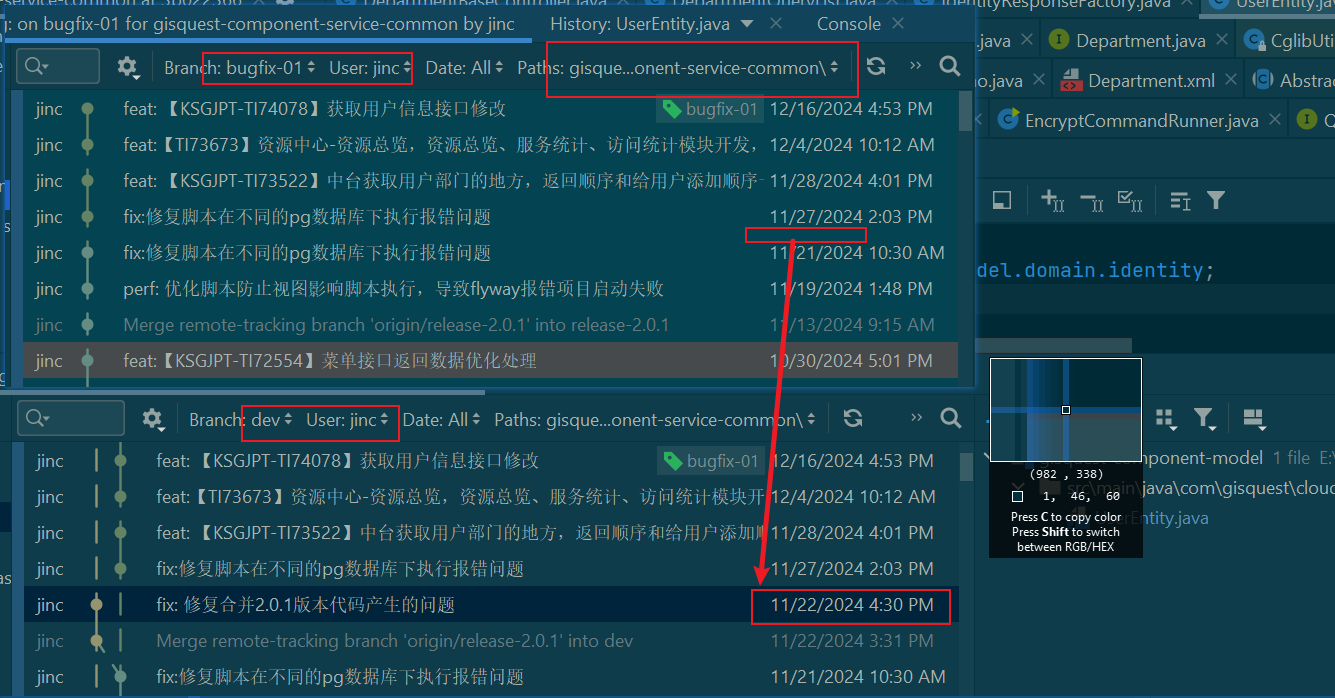 on bugfix-01 for gisquest-component-service-common by jinc
History: UserEntity.java
Console
Branch: bugfix-01 User: jinc Date: All Paths: gisque...onent-service-common\
jinc feat: 【KSGJPT-TI74078】获取用户信息接口修改 bugfix-01 12/16/2024 4:53 PM
jinc feat:【TI73673】资源中心-资源总览，资源总览、服务统计、访问统计模块开发， 12/4/2024 10:12 AM
jinc feat: 【KSGJPT-TI73522】中台获取用户部门的地方，返回顺序和给用户添加顺序一 11/28/2024 4:01 PM
jinc fix:修复脚本在不同的pg数据库下执行报错问题 11/27/2024 2:03 PM
jinc fix:修复脚本在不同的pg数据库下执行报错问题 11/21/2024 10:30 AM
jinc perf: 优化脚本防止视图影响脚本执行，导致flyway报错项目启动失败 11/19/2024 1:48 PM
jinc Merge remote-tracking branch 'origin/release-2.0.1' into release-2.0.1 11/13/2024 9:15 AM
jinc feat:【KSGJPT-TI72554】菜单接口返回数据优化处理 10/30/2024 5:01 PM
Branch: dev User: jinc Date: All Paths: gisque...onent-service-common\
jinc feat: 【KSGJPT-TI74078】获取用户信息接口修改 bugfix-01 12/16/2024 4:53 PM
jinc feat:【TI73673】资源中心-资源总览，资源总览、服务统计、访问统计模块开 12/4/2024 10:12 AM
jinc feat: 【KSGJPT-TI73522】中台获取用户部门的地方，返回顺序和给用户添加顺 11/28/2024 4:01 PM
jinc fix:修复脚本在不同的pg数据库下执行报错问题 11/27/2024 2:03 PM
jinc fix: 修复合并2.0.1版本代码产生的问题 11/22/2024 4:30 PM
jinc Merge remote-tracking branch 'origin/release-2.0.1' into dev 11/22/2024 3:31 PM
jinc fix:修复脚本在不同的pg数据库下执行报错问题 11/21/2024 10:30 AM
IdentityResponseFactory.java
UserEntity.java
.java Department.java CglibUti
o.java Department.xml Abstrac
EncryptCommandRunner.java
del.domain.identity;
omponent-model 1 file E:\
src\main\java\com\gisquest\cloud
UserEntity.java
(982 , 338)
1, 46, 60
Press C to copy color
Press Shift to switch
between RGB/HEX